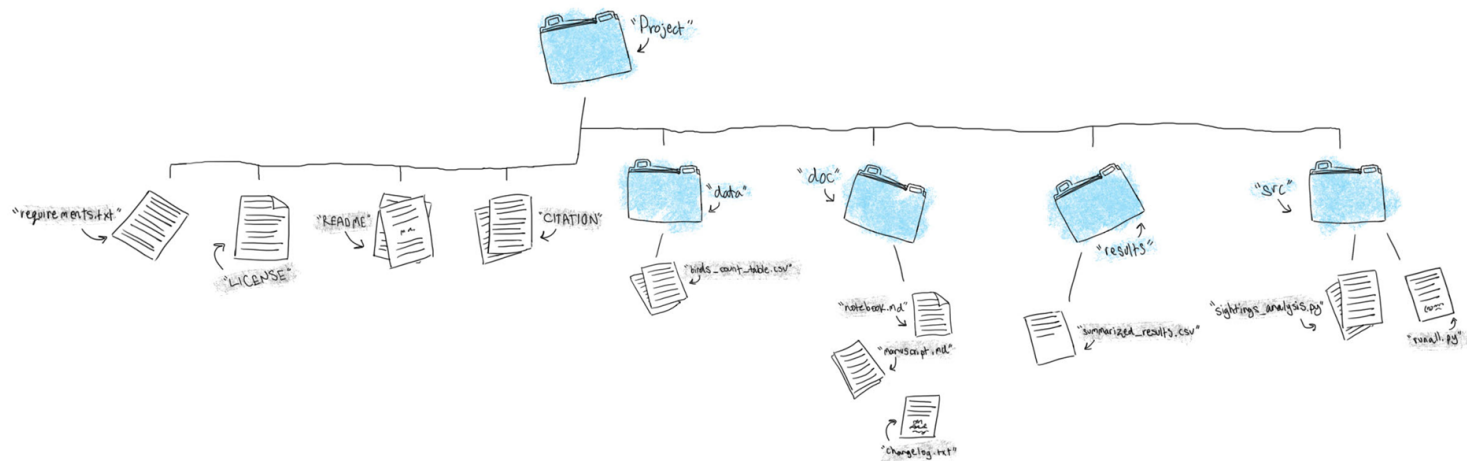 "Project"
"requirements.txt"
"LICENSE"
"README"
"CITATION"
"data"
"birds_count_table.csv"
"doc"
"notebook.md"
"manuscript.md"
"changelog.txt"
"results"
"summarized_results.csv"
"src"
"sightings_analysis.py"
"runall.py"